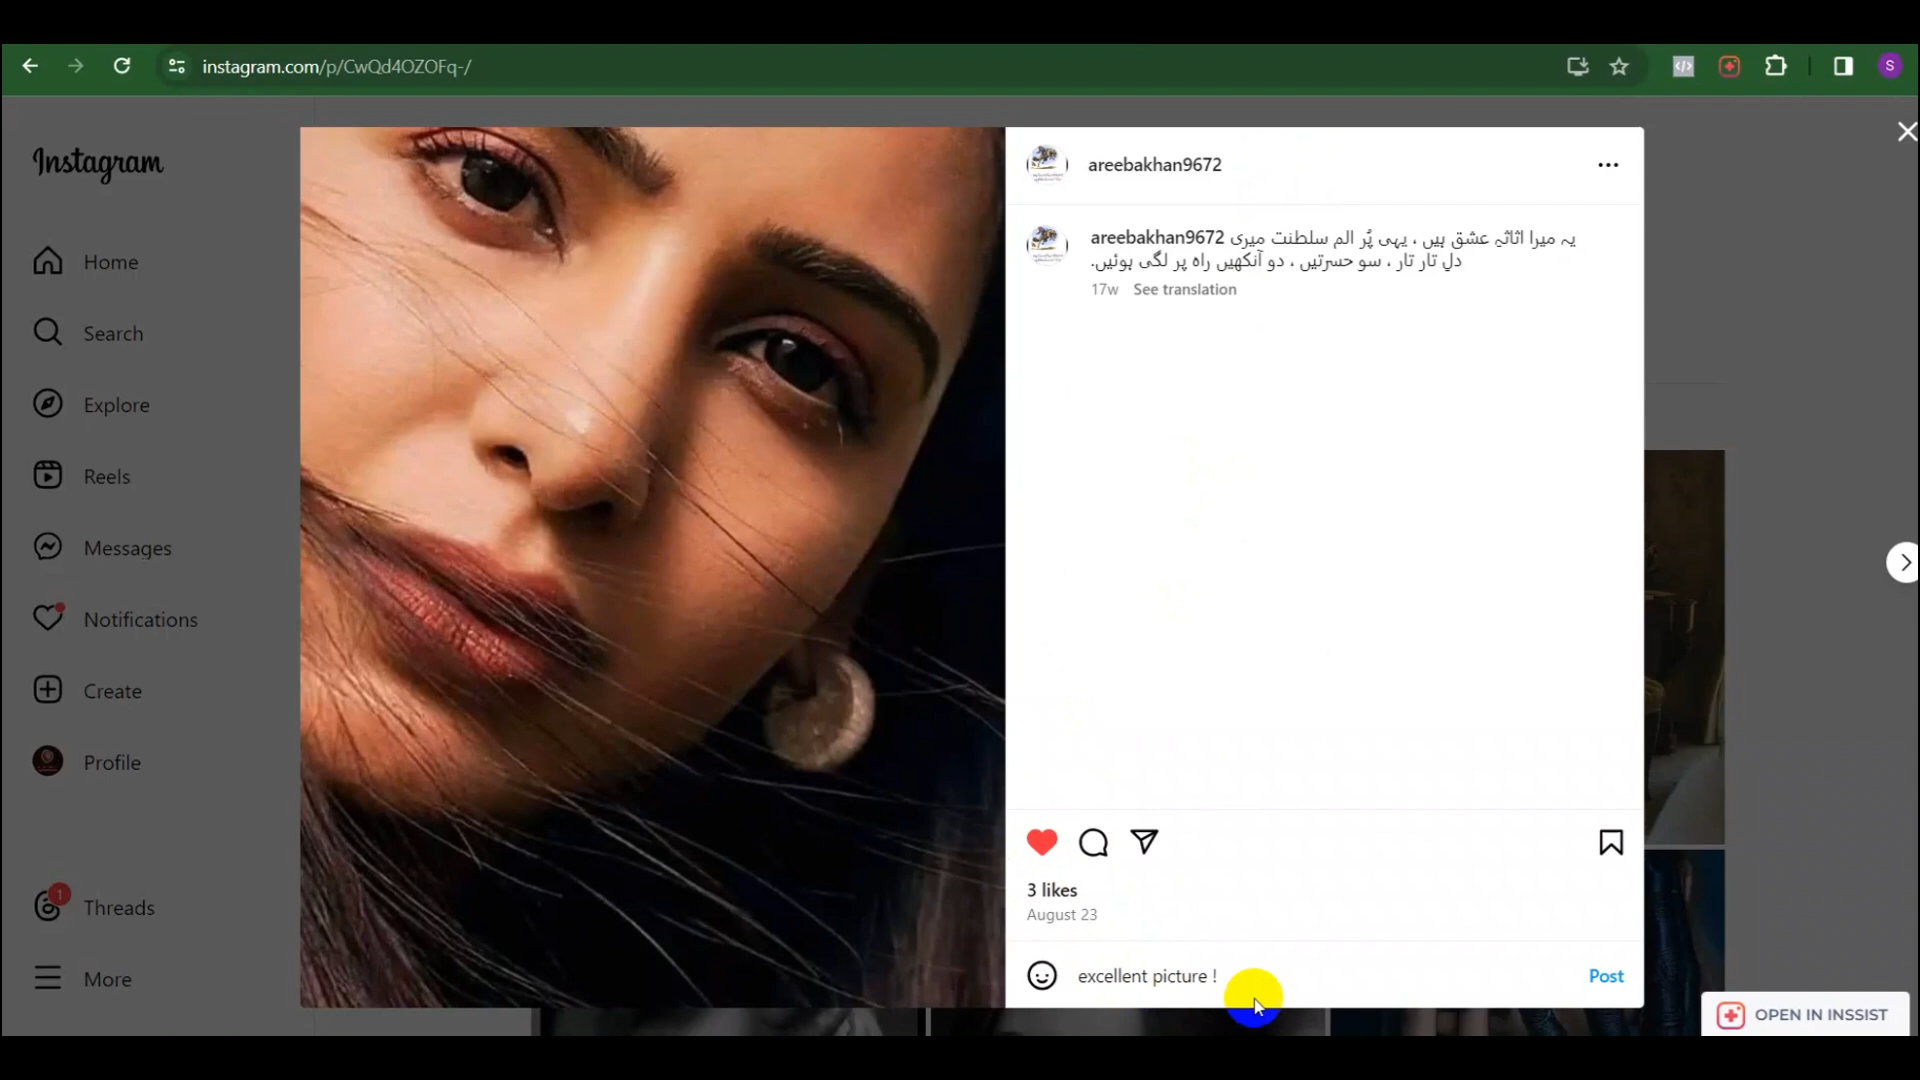 instagram.com/p/CwQd4OZOFq-/
S
Instagram
Home
Search
Explore
Reels
Messages
Notifications
Create
Profile
1
Threads
More
areebakhan9672
areebakhan9672 یہ میرا اثاثہِ عشق ہیں ، یہی پُر الم سلطنت میری
دلِ تار تار ، سو حسرتیں ، دو آنکھیں راہ پر لگی ہوئیں.
17w See translation
3 likes
August 23
excellent picture !
Post
OPEN IN INSSIST